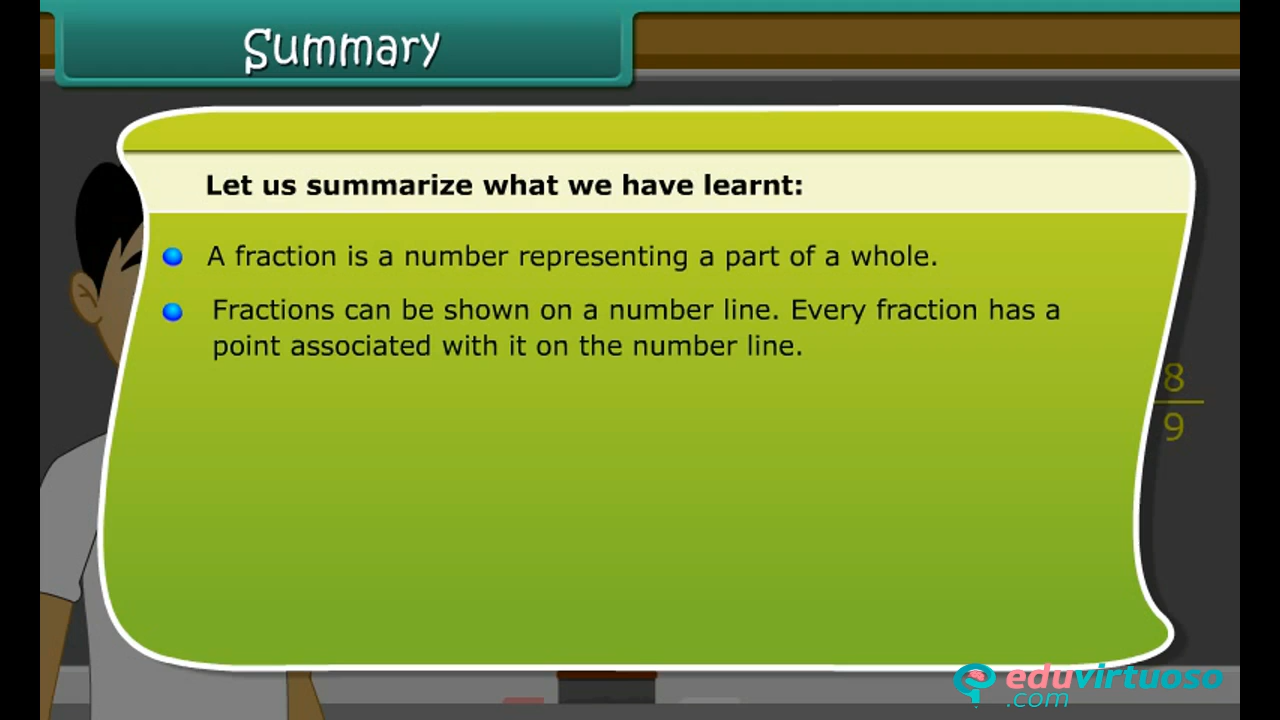 Summary
Let us summarize what we have learnt:
A fraction is a number representing a part of a whole.
Fractions can be shown on a number line. Every fraction has a
point associated with it on the number line.
8
9
eduvirtuoso
.com